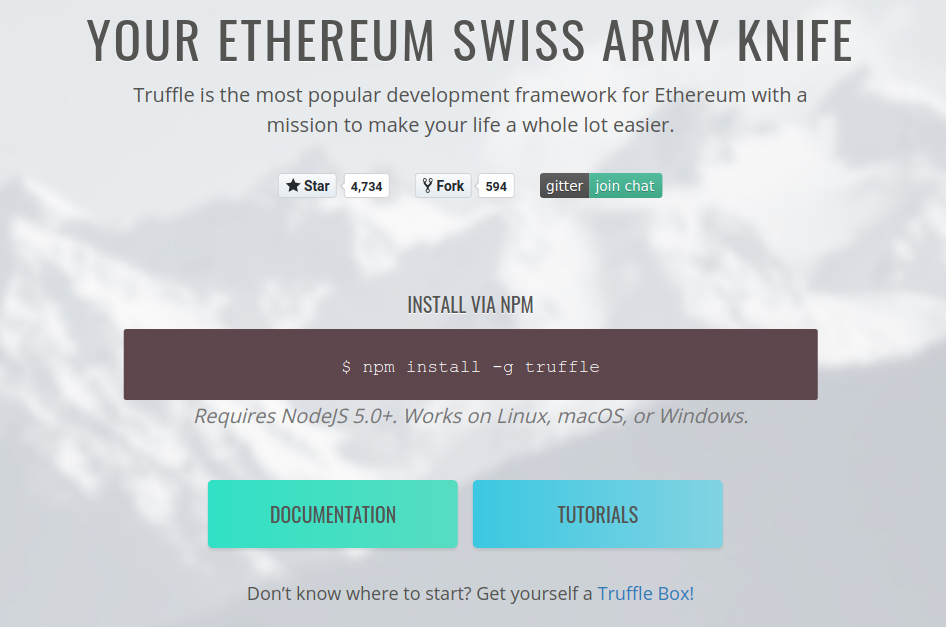 YOUR ETHEREUM SWISS ARMY KNIFE
Truffle is the most popular development framework for Ethereum with a
mission to make your life a whole lot easier.
Star 4,734 Fork 594 gitter join chat
INSTALL VIA NPM
$ npm install -g truffle
Requires NodeJS 5.0+. Works on Linux, macOS, or Windows.
DOCUMENTATION TUTORIALS
Don’t know where to start? Get yourself a Truffle Box!